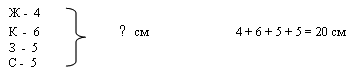 Ж - 4
К - 6
З - 5
С - 5
? см
4 + 6 + 5 + 5 = 20 см